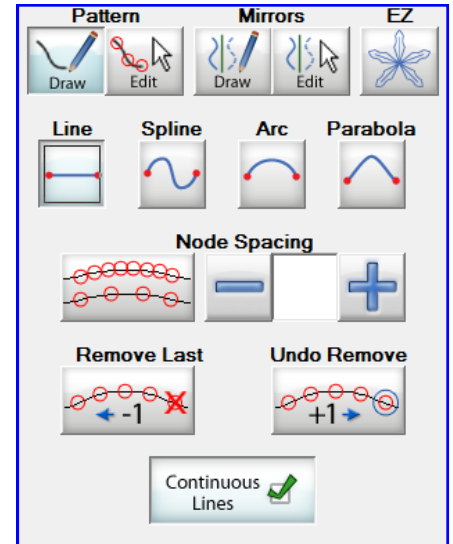 Pattern Mirrors EZ
Draw Edit Draw Edit
Line Spline Arc Parabola
Node Spacing
Remove Last Undo Remove
-1 +1
Continuous
Lines